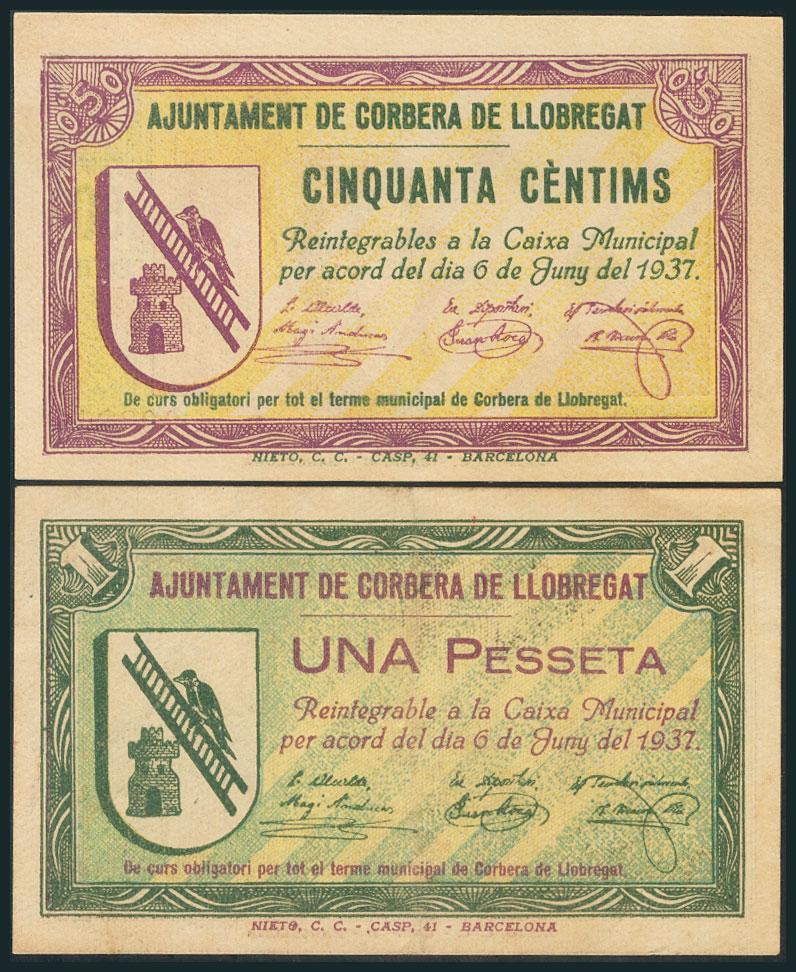 0'50
0'50
AJUNTAMENT DE CORBERA DE LLOBREGAT
CINQUANTA CÈNTIMS
Reintegrables a la Caixa Municipal
per acord del dia 6 de Juny del 1937.
L'Alcalde,
De curs obligatori per tot el terme municipal de Corbera de Llobregat.
NIETO, C. C. - CASP, 41 - BARCELONA
1
1
AJUNTAMENT DE CORBERA DE LLOBREGAT
UNA PESSETA
Reintegrable a la Caixa Municipal
per acord del dia 6 de Juny del 1937.
L'Alcalde,
De curs obligatori per tot el terme municipal de Corbera de Llobregat.
NIETO, C. C. - CASP, 41 - BARCELONA